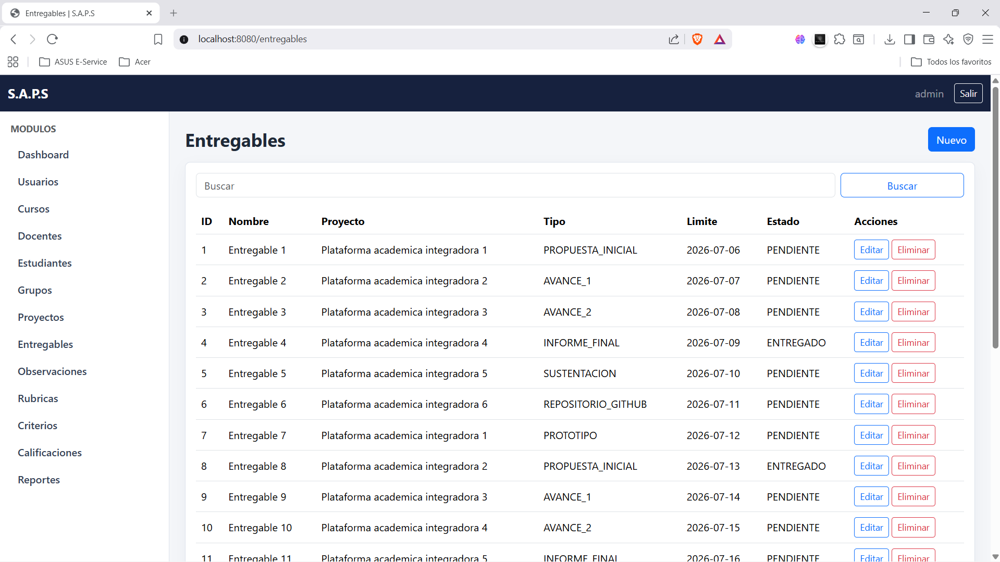 Entregables | S.A.P.S
localhost:8080/entregables
ASUS E-Service
Acer
Todos los favoritos
S.A.P.S
admin
Salir
MODULOS
Dashboard
Usuarios
Cursos
Docentes
Estudiantes
Grupos
Proyectos
Entregables
Observaciones
Rubricas
Criterios
Calificaciones
Reportes
Entregables
Nuevo
Buscar
Buscar
ID Nombre Proyecto Tipo Limite Estado Acciones
1 Entregable 1 Plataforma academica integradora 1 PROPUESTA_INICIAL 2026-07-06 PENDIENTE Editar Eliminar
2 Entregable 2 Plataforma academica integradora 2 AVANCE_1 2026-07-07 PENDIENTE Editar Eliminar
3 Entregable 3 Plataforma academica integradora 3 AVANCE_2 2026-07-08 PENDIENTE Editar Eliminar
4 Entregable 4 Plataforma academica integradora 4 INFORME_FINAL 2026-07-09 ENTREGADO Editar Eliminar
5 Entregable 5 Plataforma academica integradora 5 SUSTENTACION 2026-07-10 PENDIENTE Editar Eliminar
6 Entregable 6 Plataforma academica integradora 6 REPOSITORIO_GITHUB 2026-07-11 PENDIENTE Editar Eliminar
7 Entregable 7 Plataforma academica integradora 1 PROTOTIPO 2026-07-12 PENDIENTE Editar Eliminar
8 Entregable 8 Plataforma academica integradora 2 PROPUESTA_INICIAL 2026-07-13 ENTREGADO Editar Eliminar
9 Entregable 9 Plataforma academica integradora 3 AVANCE_1 2026-07-14 PENDIENTE Editar Eliminar
10 Entregable 10 Plataforma academica integradora 4 AVANCE_2 2026-07-15 PENDIENTE Editar Eliminar
11 Entregable 11 Plataforma academica integradora 5 INFORME_FINAL 2026-07-16 PENDIENTE Editar Eliminar